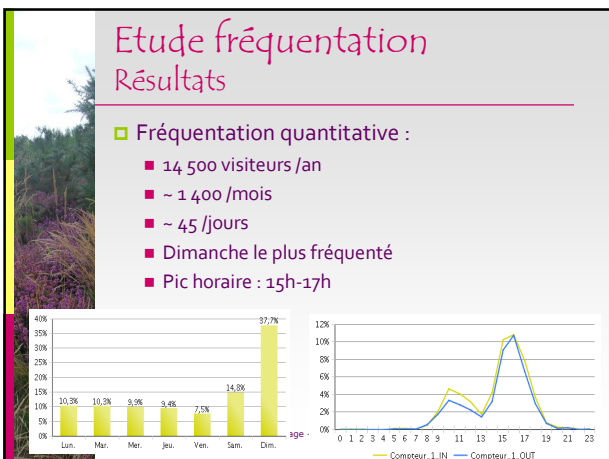 Etude fréquentation
Résultats
Fréquentation quantitative :
14 500 visiteurs /an
~ 1 400 /mois
~ 45 /jours
Dimanche le plus fréquenté
Pic horaire : 15h-17h
40%
35%
30%
25%
20%
15%
10%
5%
0%
10,3% 10,3% 9,9% 9,4% 7,5% 14,8% 37,7%
Lun. Mar. Mer. Jeu. Ven. Sam. Dim.
age -
12%
10%
8%
6%
4%
2%
0%
0 1 2 3 4 5 6 7 8 9 11 13 15 17 19 21 23
Compteur_1_IN Compteur_1_OUT